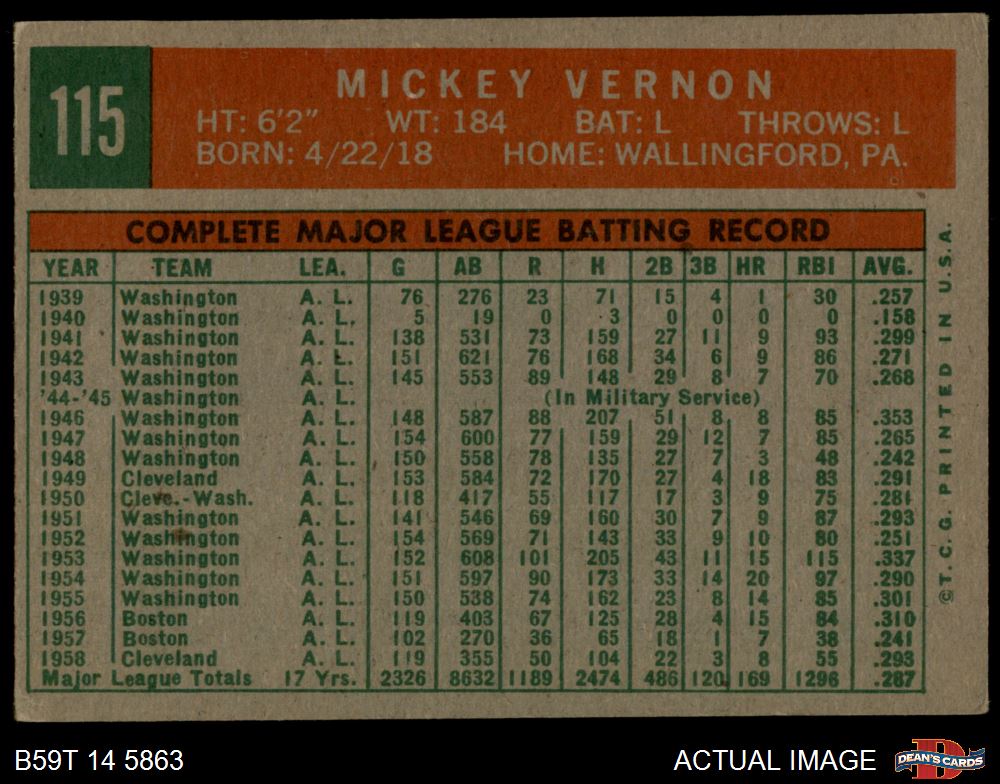 115
MICKEY VERNON
HT: 6'2" WT: 184 BAT: L THROWS: L
BORN: 4/22/18 HOME: WALLINGFORD, PA.
COMPLETE MAJOR LEAGUE BATTING RECORD
YEAR TEAM LEA. G AB R H 2B 3B HR RBI AVG.
1939 Washington A. L. 76 276 23 71 15 4 1 30 .257
1940 Washington A. L. 5 19 0 3 0 0 0 0 .158
1941 Washington A. L. 138 531 73 159 27 11 9 93 .299
1942 Washington A. L. 151 621 76 168 34 6 9 86 .271
1943 Washington A. L. 145 553 89 148 29 8 7 70 .268
'44-'45 Washington A. L. (In Military Service)
1946 Washington A. L. 148 587 88 207 51 8 8 85 .353
1947 Washington A. L. 154 600 77 159 29 12 7 85 .265
1948 Washington A. L. 150 558 78 135 27 7 3 48 .242
1949 Cleveland A. L. 153 584 72 170 27 4 18 83 .291
1950 Cleve.-Wash. A. L. 118 417 55 117 17 3 9 75 .281
1951 Washington A. L. 141 546 69 160 30 7 9 87 .293
1952 Washington A. L. 154 569 71 143 33 9 10 80 .251
1953 Washington A. L. 152 608 101 205 43 11 15 115 .337
1954 Washington A. L. 151 597 90 173 33 14 20 97 .290
1955 Washington A. L. 150 538 74 162 23 8 14 85 .301
1956 Boston A. L. 119 403 67 125 28 4 15 84 .310
1957 Boston A. L. 102 270 36 65 18 1 7 38 .241
1958 Cleveland A. L. 119 355 50 104 22 3 8 55 .293
Major League Totals 17 Yrs. 2326 8632 1189 2474 486 120 169 1296 .287
©T. C. G. PRINTED IN U.S.A.
B59T 14 5863
ACTUAL IMAGE
DEAN'S CARDS